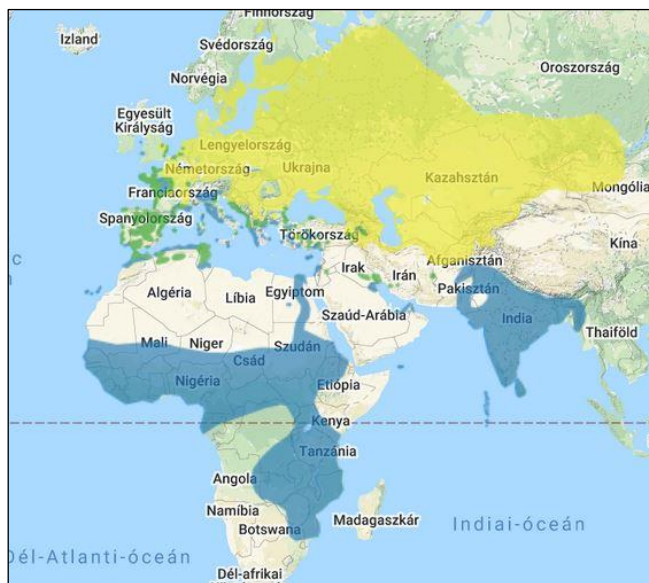 Finnország
Izland
Svédország
Norvégia
Oroszország
Egyesült
Királyság
Lengyelország
Németország
Ukrajna
Kazahsztán
Franciaország
Mongólia
Spanyolország
Törökország
Kína
Afganisztán
Irak
Irán
Pakisztán
Algéria
Líbia
Egyiptom
Szaúd-Arábia
India
Thaiföld
Mali
Niger
Szudán
Csád
Nigéria
Etiópia
Kenya
Tanzánia
Angola
Namíbia
Madagaszkár
Indiai-óceán
Botswana
Dél-Atlanti-óceán
Dél-afrikai